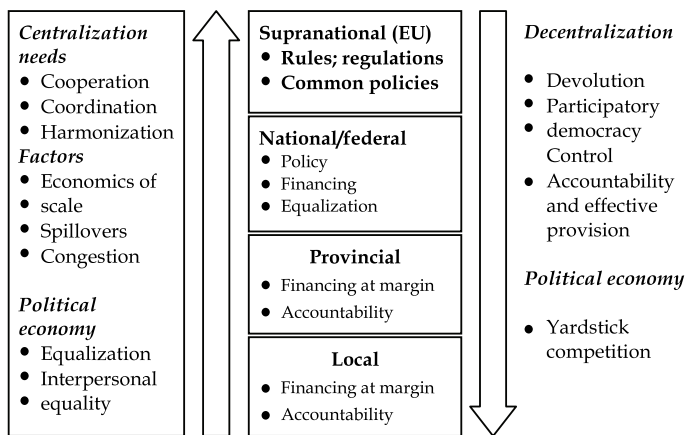 Centralization
needs
● Cooperation
● Coordination
● Harmonization
Factors
● Economics of
● scale
● Spillovers
● Congestion
Political
economy
● Equalization
● Interpersonal
● equality
Supranational (EU)
● Rules; regulations
● Common policies
National/federal
● Policy
● Financing
● Equalization
Provincial
● Financing at margin
● Accountability
Local
● Financing at margin
● Accountability
Decentralization
● Devolution
● Participatory
● democracy
Control
● Accountability
and effective
provision
Political economy
● Yardstick
competition